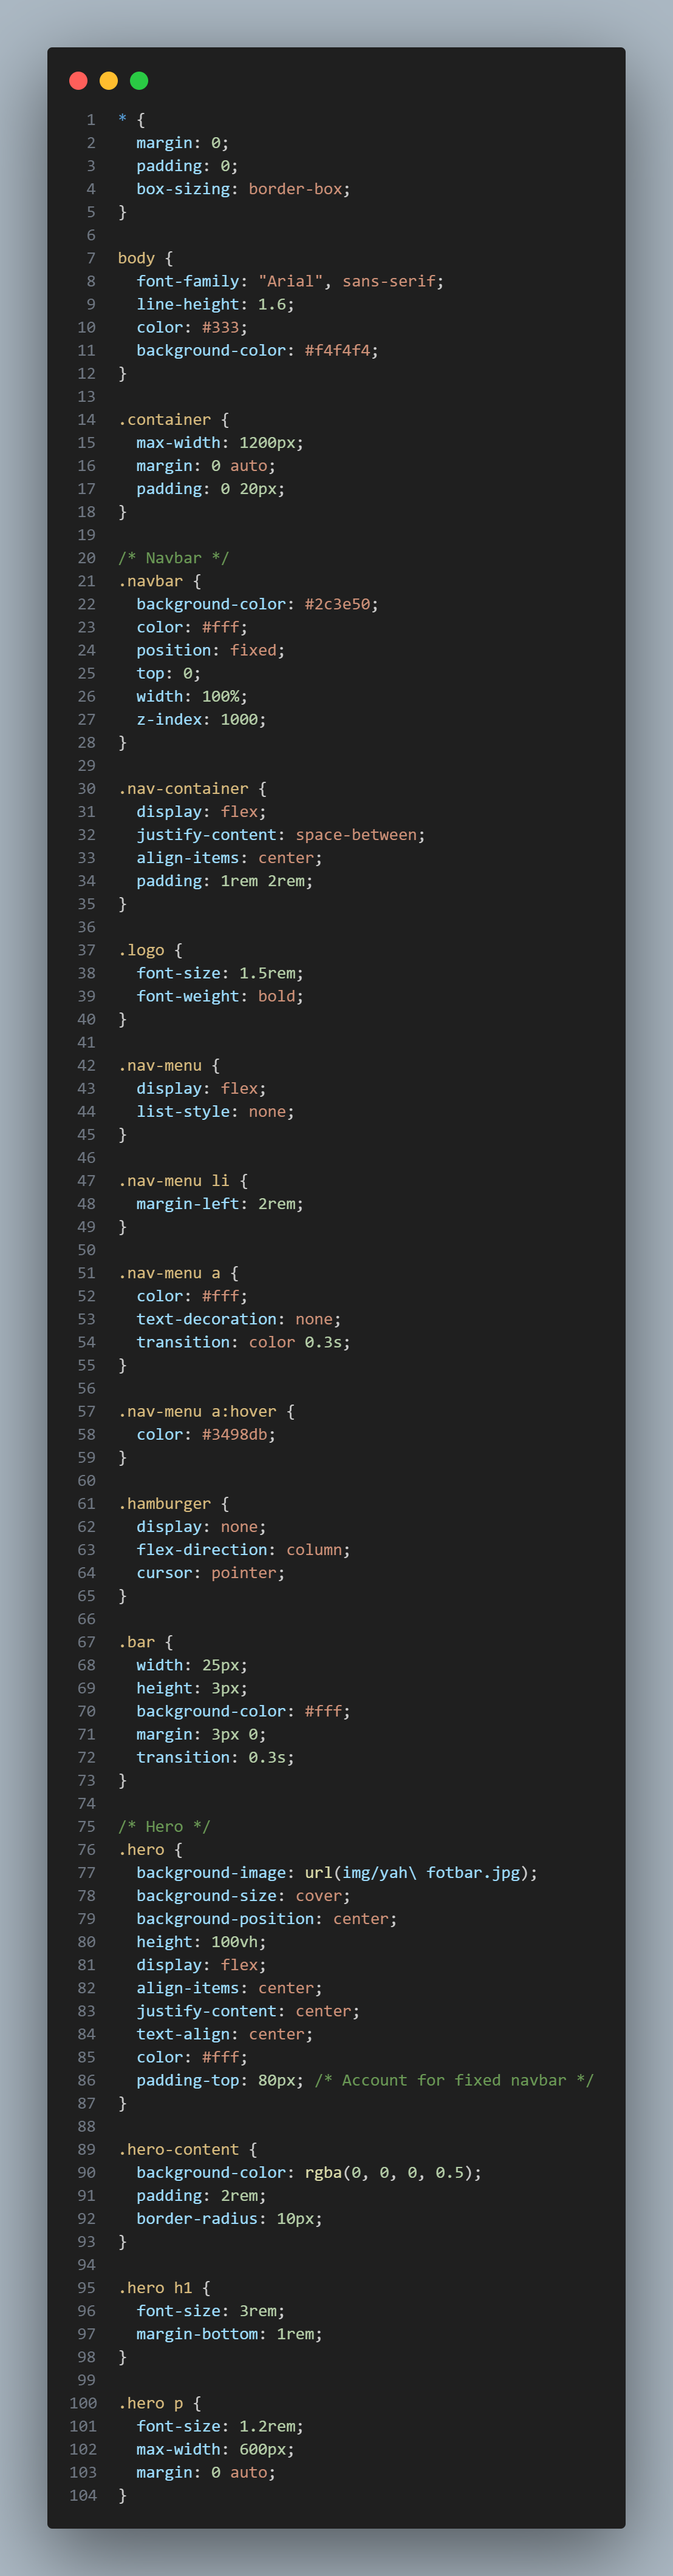 1 * {
2   margin: 0;
3   padding: 0;
4   box-sizing: border-box;
5 }
6
7 body {
8   font-family: "Arial", sans-serif;
9   line-height: 1.6;
10   color: #333;
11   background-color: #f4f4f4;
12 }
13
14 .container {
15   max-width: 1200px;
16   margin: 0 auto;
17   padding: 0 20px;
18 }
19
20 /* Navbar */
21 .navbar {
22   background-color: #2c3e50;
23   color: #fff;
24   position: fixed;
25   top: 0;
26   width: 100%;
27   z-index: 1000;
28 }
29
30 .nav-container {
31   display: flex;
32   justify-content: space-between;
33   align-items: center;
34   padding: 1rem 2rem;
35 }
36
37 .logo {
38   font-size: 1.5rem;
39   font-weight: bold;
40 }
41
42 .nav-menu {
43   display: flex;
44   list-style: none;
45 }
46
47 .nav-menu li {
48   margin-left: 2rem;
49 }
50
51 .nav-menu a {
52   color: #fff;
53   text-decoration: none;
54   transition: color 0.3s;
55 }
56
57 .nav-menu a:hover {
58   color: #3498db;
59 }
60
61 .hamburger {
62   display: none;
63   flex-direction: column;
64   cursor: pointer;
65 }
66
67 .bar {
68   width: 25px;
69   height: 3px;
70   background-color: #fff;
71   margin: 3px 0;
72   transition: 0.3s;
73 }
74
75 /* Hero */
76 .hero {
77   background-image: url(img/yah\ fotbar.jpg);
78   background-size: cover;
79   background-position: center;
80   height: 100vh;
81   display: flex;
82   align-items: center;
83   justify-content: center;
84   text-align: center;
85   color: #fff;
86   padding-top: 80px; /* Account for fixed navbar */
87 }
88
89 .hero-content {
90   background-color: rgba(0, 0, 0, 0.5);
91   padding: 2rem;
92   border-radius: 10px;
93 }
94
95 .hero h1 {
96   font-size: 3rem;
97   margin-bottom: 1rem;
98 }
99
100 .hero p {
101   font-size: 1.2rem;
102   max-width: 600px;
103   margin: 0 auto;
104 }